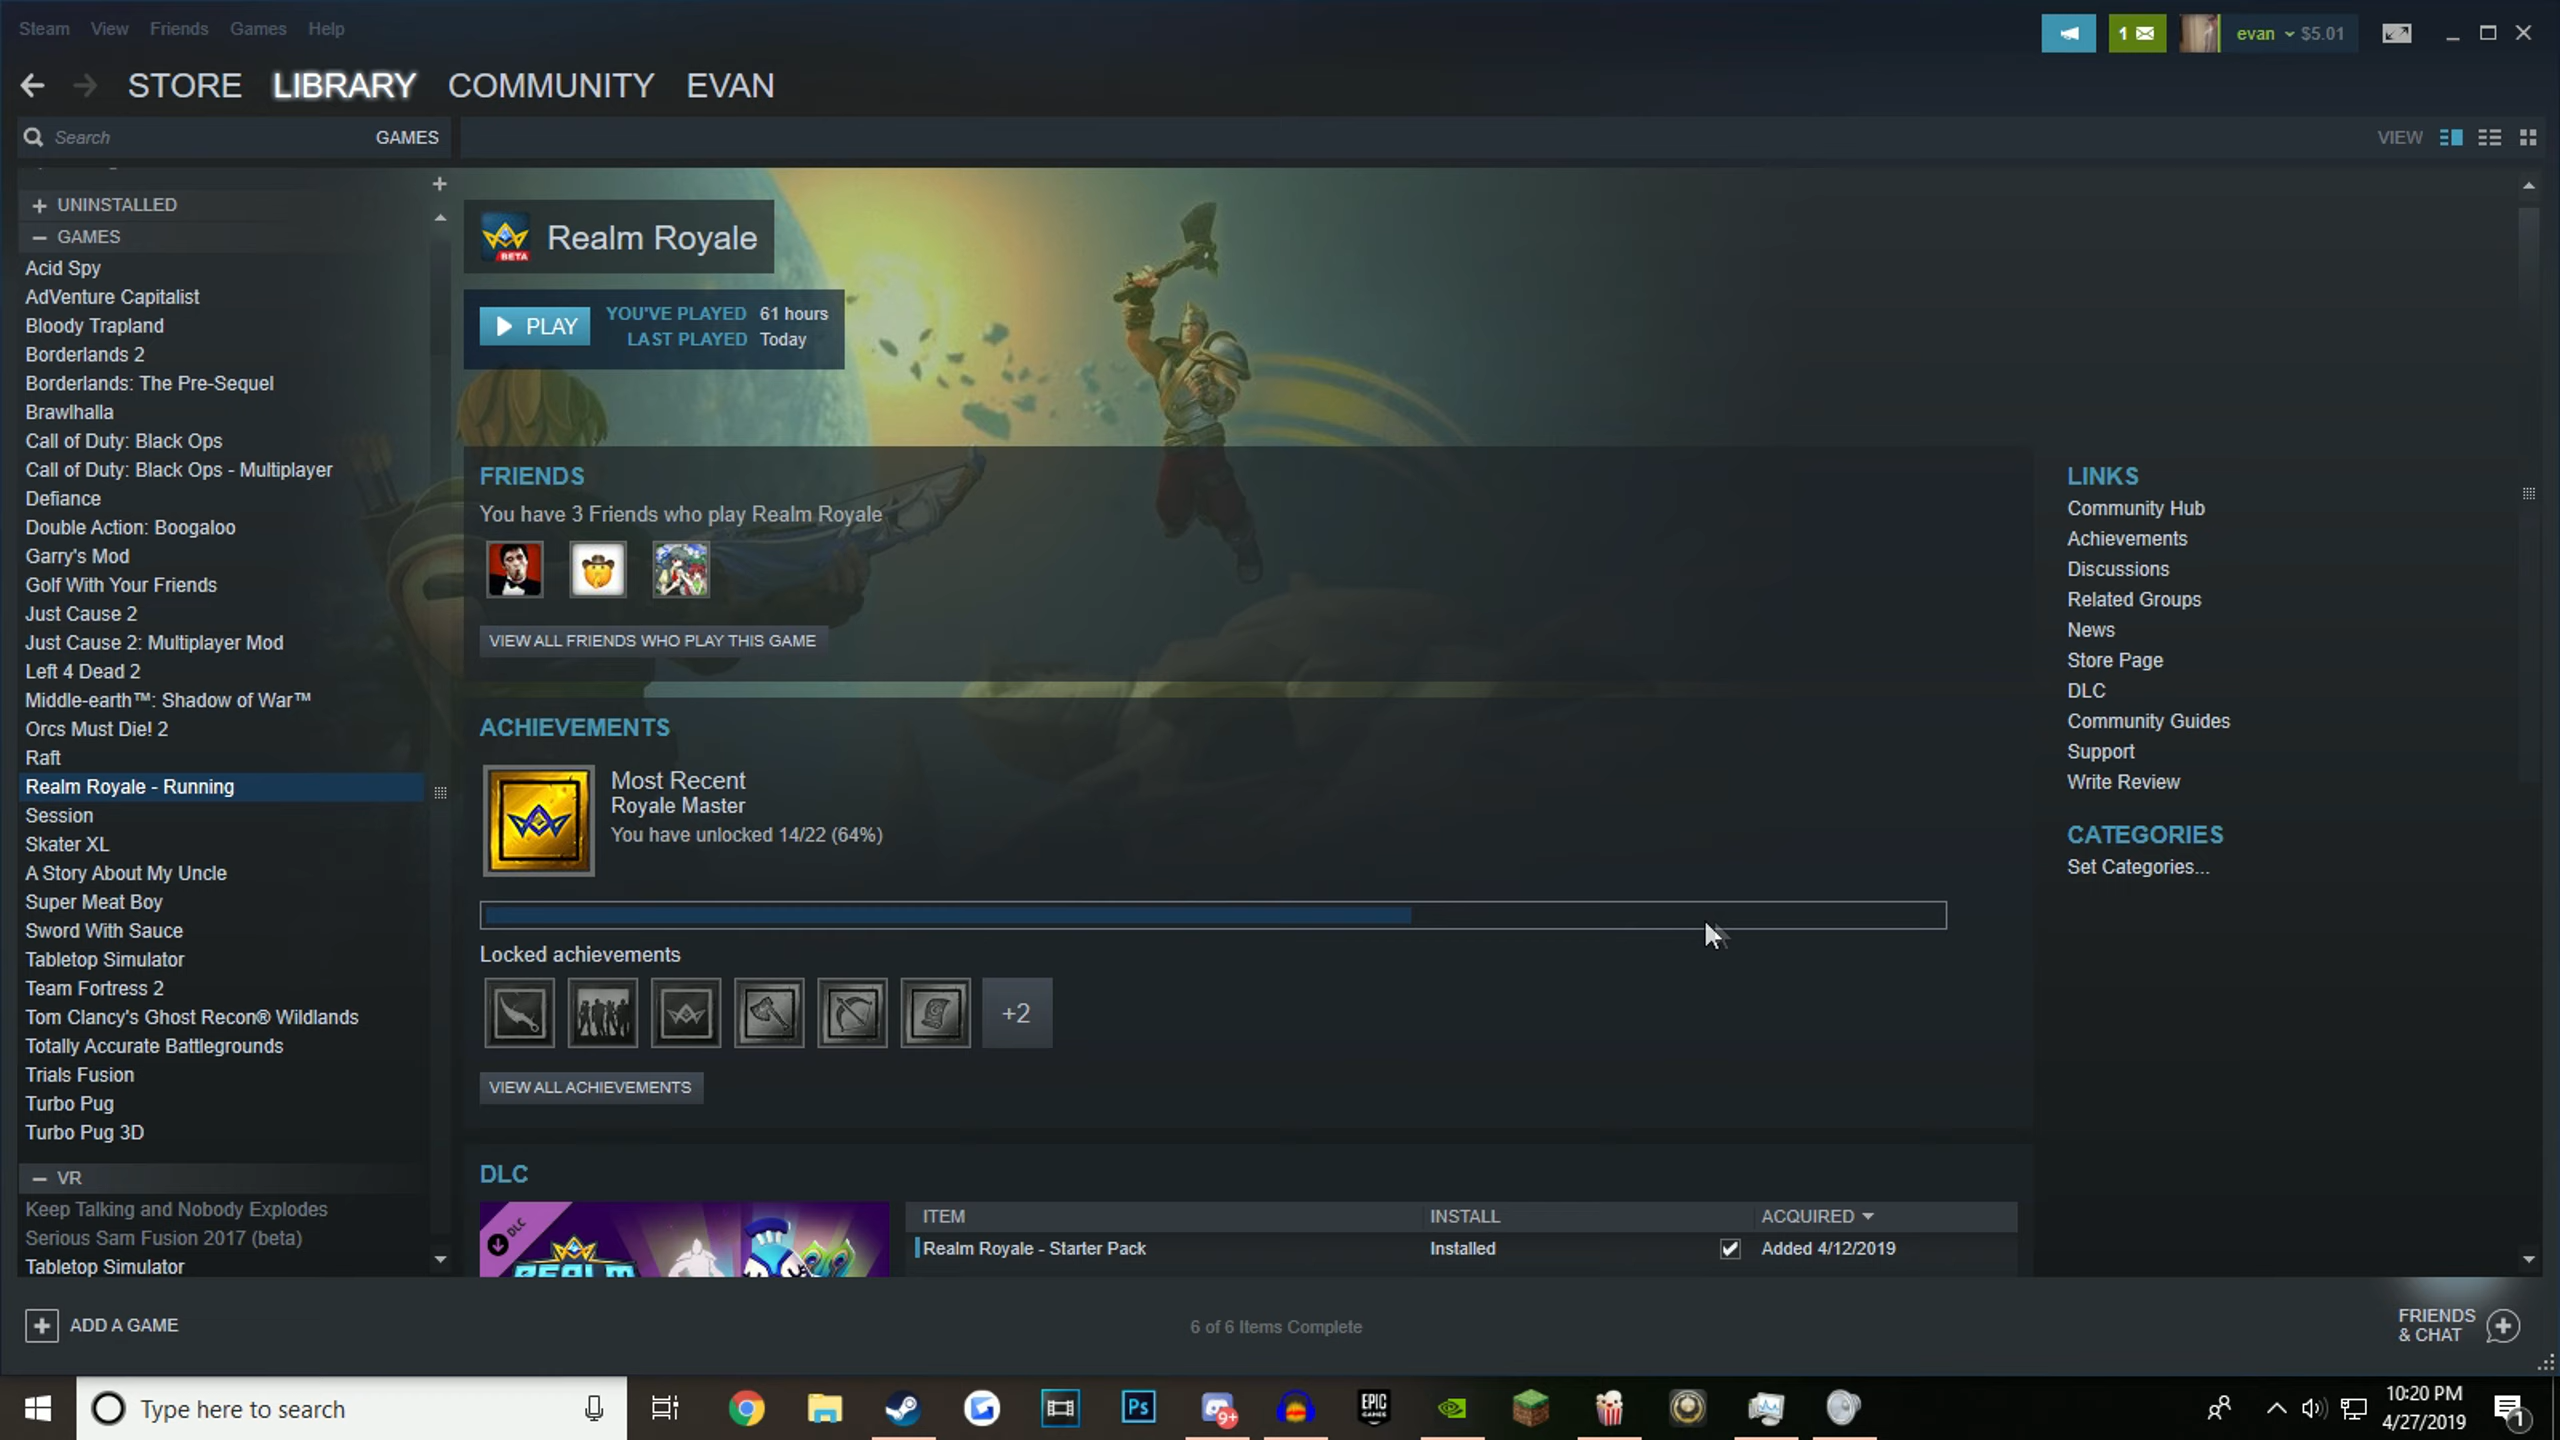 Steam View Friends Games Help
1
evan $5.01
STORE LIBRARY COMMUNITY EVAN
Search GAMES
VIEW
+ UNINSTALLED
− GAMES
Acid Spy
AdVenture Capitalist
Bloody Trapland
Borderlands 2
Borderlands: The Pre-Sequel
Brawlhalla
Call of Duty: Black Ops
Call of Duty: Black Ops - Multiplayer
Defiance
Double Action: Boogaloo
Garry's Mod
Golf With Your Friends
Just Cause 2
Just Cause 2: Multiplayer Mod
Left 4 Dead 2
Middle-earth™: Shadow of War™
Orcs Must Die! 2
Raft
Realm Royale - Running
Session
Skater XL
A Story About My Uncle
Super Meat Boy
Sword With Sauce
Tabletop Simulator
Team Fortress 2
Tom Clancy's Ghost Recon® Wildlands
Totally Accurate Battlegrounds
Trials Fusion
Turbo Pug
Turbo Pug 3D
− VR
Keep Talking and Nobody Explodes
Serious Sam Fusion 2017 (beta)
Tabletop Simulator
BETA
Realm Royale
PLAY
YOU'VE PLAYED 61 hours
LAST PLAYED Today
FRIENDS
You have 3 Friends who play Realm Royale
VIEW ALL FRIENDS WHO PLAY THIS GAME
ACHIEVEMENTS
Most Recent
Royale Master
You have unlocked 14/22 (64%)
Locked achievements
+2
VIEW ALL ACHIEVEMENTS
DLC
DLC
REALM
ITEM INSTALL ACQUIRED
Realm Royale - Starter Pack Installed Added 4/12/2019
LINKS
Community Hub
Achievements
Discussions
Related Groups
News
Store Page
DLC
Community Guides
Support
Write Review
CATEGORIES
Set Categories...
ADD A GAME
6 of 6 Items Complete
FRIENDS
& CHAT
Type here to search
Ps
9+
EPIC
GAMES
10:20 PM
4/27/2019
1